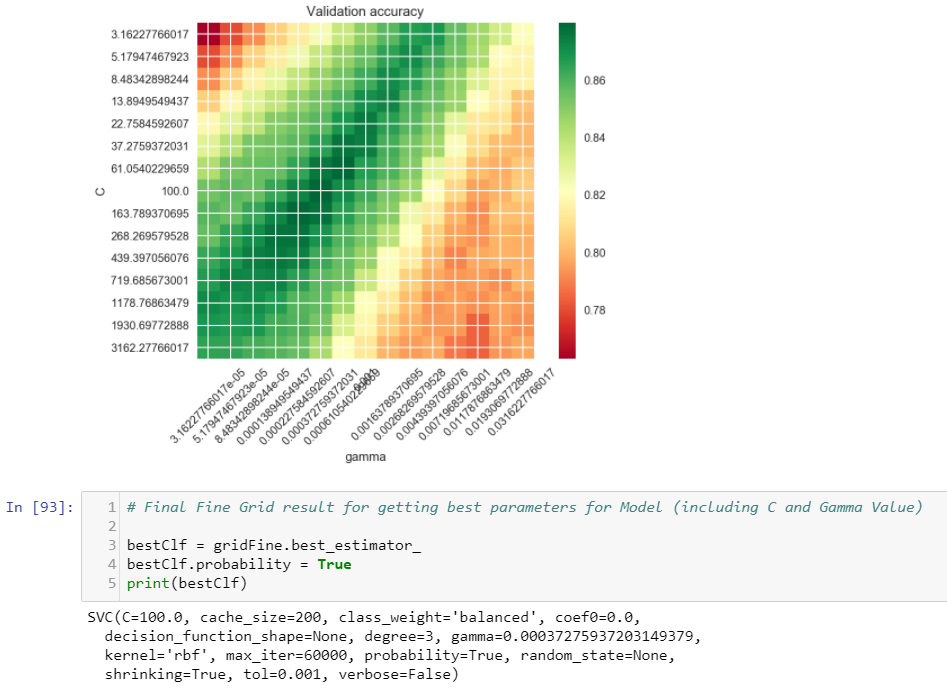 Validation accuracy
3.16227766017
5.17947467923
8.48342898244
13.8949549437
22.7584592607
37.2759372031
61.0540229659
100.0
163.789370695
268.269579528
439.397056076
719.685673001
1178.76863479
1930.69772888
3162.27766017
C
0.86
0.84
0.82
0.80
0.78
3.16227766017e-05
5.17947467923e-05
8.48342898244e-05
0.000138949549437
0.000227584592607
0.000372759372031
0.000610540229659
0.001
0.00163789370695
0.00268269579528
0.00439397056076
0.00719685673001
0.0117876863479
0.0193069772888
0.0316227766017
gamma
In [93]:
1 # Final Fine Grid result for getting best parameters for Model (including C and Gamma Value)
2
3 bestClf = gridFine.best_estimator_
4 bestClf.probability = True
5 print(bestClf)
SVC(C=100.0, cache_size=200, class_weight='balanced', coef0=0.0,
decision_function_shape=None, degree=3, gamma=0.00037275937203149379,
kernel='rbf', max_iter=60000, probability=True, random_state=None,
shrinking=True, tol=0.001, verbose=False)